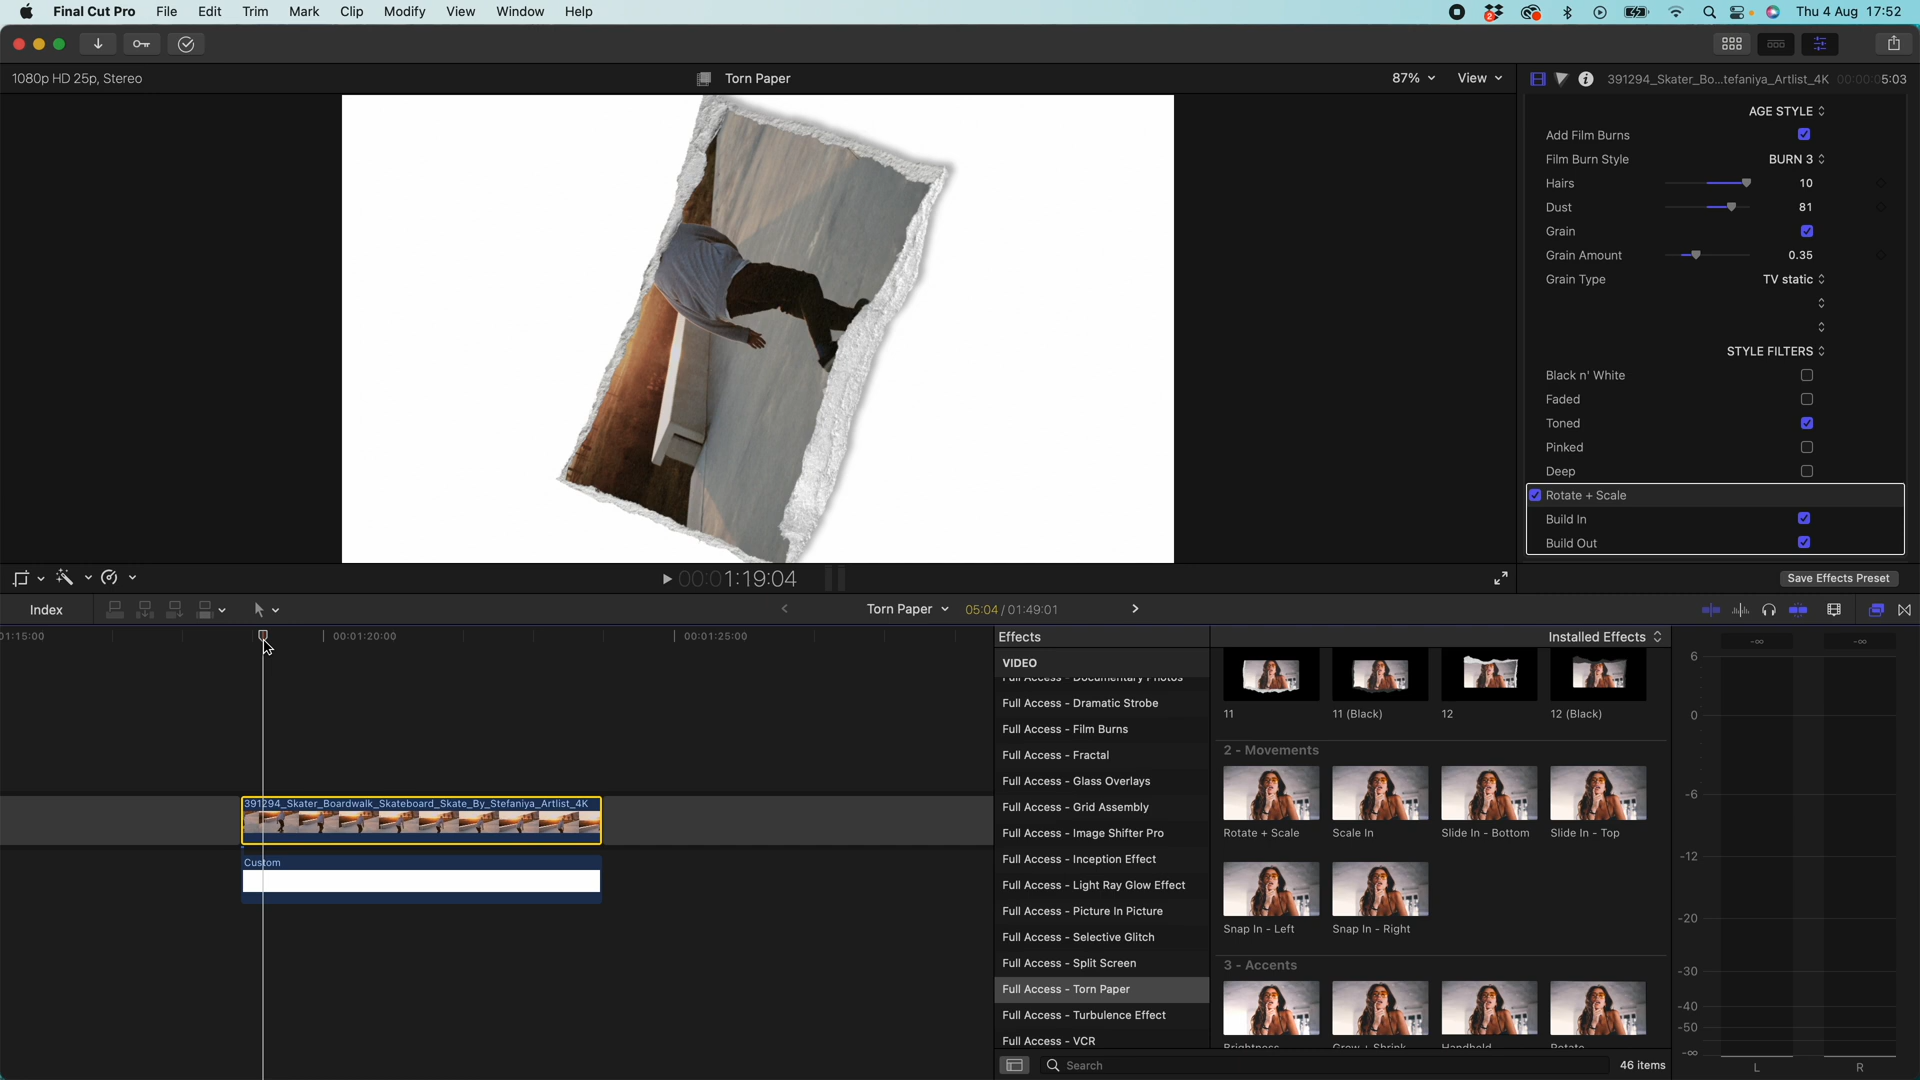 Final Cut Pro File Edit Trim Mark Clip Modify View Window Help
2
Thu 4 Aug 17:52
1080p HD 25p, Stereo
Torn Paper
87% View
391294_Skater_Bo...tefaniya_Artlist_4K 00:00:05:03
AGE STYLE
Add Film Burns
Film Burn Style BURN 3
Hairs 10
Dust 81
Grain
Grain Amount 0.35
Grain Type TV static
STYLE FILTERS
Black n' White
Faded
Toned
Pinked
Deep
Rotate + Scale
Build In
Build Out
Save Effects Preset
00:01:19:04
Index
Torn Paper 05:04 / 01:49:01
01:15:00 00:01:20:00 00:01:25:00
391294_Skater_Boardwalk_Skateboard_Skate_By_Stefaniya_Artlist_4K
Custom
Effects
Installed Effects
VIDEO
Full Access - Documentary Photos
Full Access - Dramatic Strobe
Full Access - Film Burns
Full Access - Fractal
Full Access - Glass Overlays
Full Access - Grid Assembly
Full Access - Image Shifter Pro
Full Access - Inception Effect
Full Access - Light Ray Glow Effect
Full Access - Picture In Picture
Full Access - Selective Glitch
Full Access - Split Screen
Full Access - Torn Paper
Full Access - Turbulence Effect
Full Access - VCR
11 11 (Black) 12 12 (Black)
2 - Movements
Rotate + Scale Scale In Slide In - Bottom Slide In - Top
Snap In - Left Snap In - Right
3 - Accents
Brightness Grow + Shrink Handheld Rotate
Search
46 items
-∞ -∞
6
0
-6
-12
-20
-30
-40
-50
-∞
L R